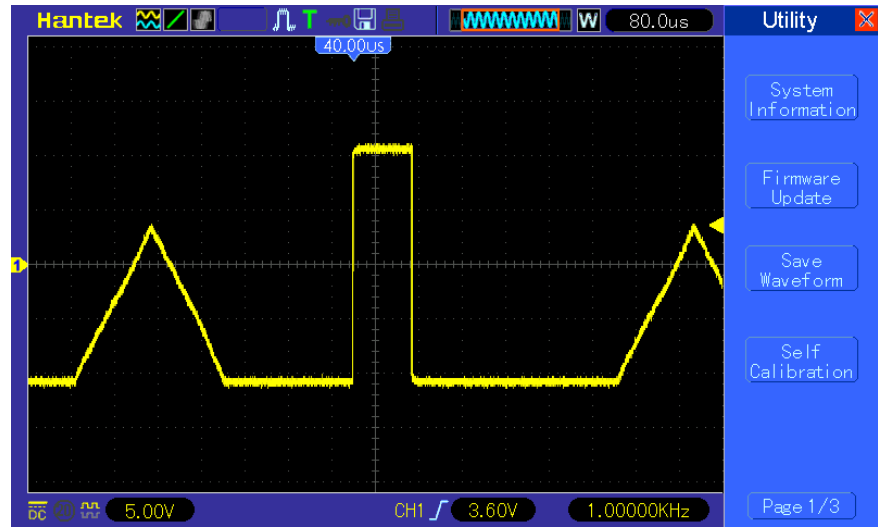 Hantek T W 80.0us Utility
40.00us
System
Information
Firmware
Update
1
Save
Waveform
Self
Calibration
DC 5.00V CH1 3.60V 1.00000KHz Page 1/3